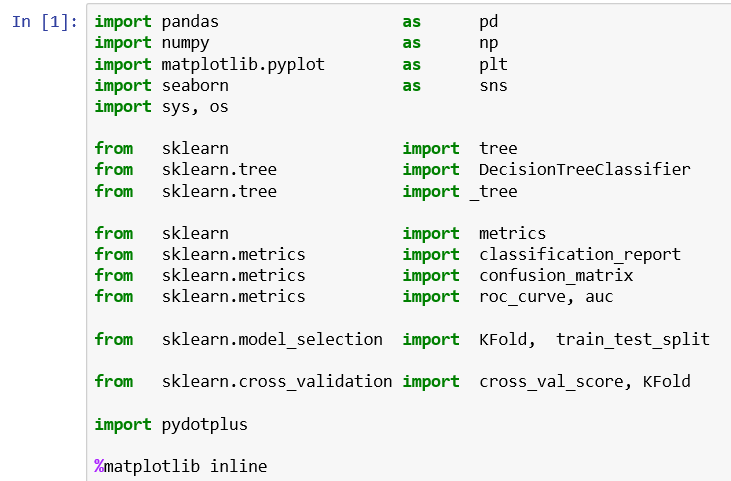 In [1]: import pandas as pd
import numpy as np
import matplotlib.pyplot as plt
import seaborn as sns
import sys, os
from sklearn import tree
from sklearn.tree import DecisionTreeClassifier
from sklearn.tree import _tree
from sklearn import metrics
from sklearn.metrics import classification_report
from sklearn.metrics import confusion_matrix
from sklearn.metrics import roc_curve, auc
from sklearn.model_selection import KFold, train_test_split
from sklearn.cross_validation import cross_val_score, KFold
import pydotplus
%matplotlib inline